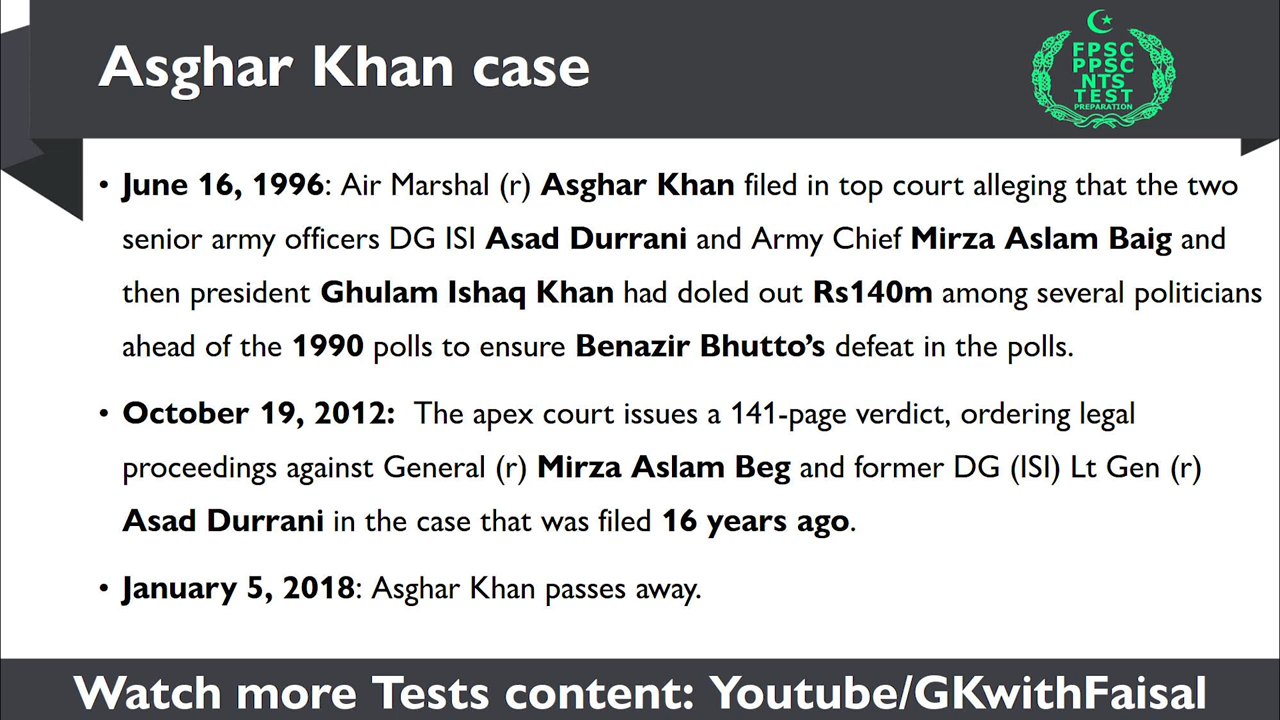 Asghar Khan case
FPSC
PPSC
NTS
TEST
PREPARATION
• June 16, 1996: Air Marshal (r) Asghar Khan filed in top court alleging that the two
senior army officers DG ISI Asad Durrani and Army Chief Mirza Aslam Baig and
then president Ghulam Ishaq Khan had doled out Rs140m among several politicians
ahead of the 1990 polls to ensure Benazir Bhutto’s defeat in the polls.
• October 19, 2012: The apex court issues a 141-page verdict, ordering legal
proceedings against General (r) Mirza Aslam Beg and former DG (ISI) Lt Gen (r)
Asad Durrani in the case that was filed 16 years ago.
• January 5, 2018: Asghar Khan passes away.
Watch more Tests content: Youtube/GKwithFaisal